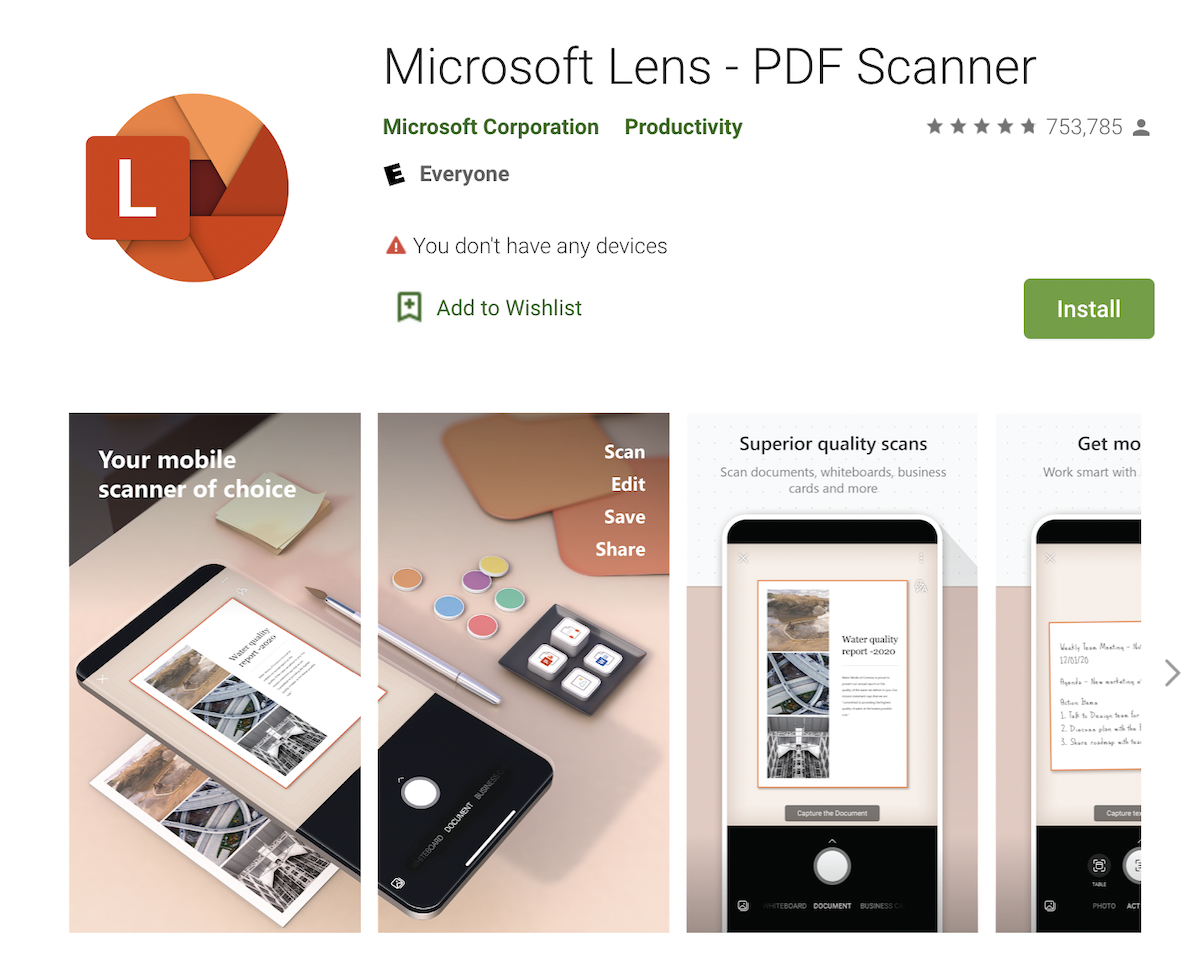 Microsoft Lens - PDF Scanner
Microsoft Corporation Productivity
753,785
E Everyone
You don't have any devices
Add to Wishlist
Install
L
Your mobile
scanner of choice
Water quality
report -2020
Scan
Edit
Save
Share
DOCUMENT
Superior quality scans
Scan documents, whiteboards, business
cards and more
Water quality
report -2020
Capture the Document
WHITEBOARD DOCUMENT BUSINESS CA
Get mo
Work smart with
Weekly Team Meeting - No
12/01/20
Agenda - New marketing
Action Items
1. Talk to Design team for
2. Discuss plan with the
3. Share roadmap with tea
Capture tex
TABLE
PHOTO ACT